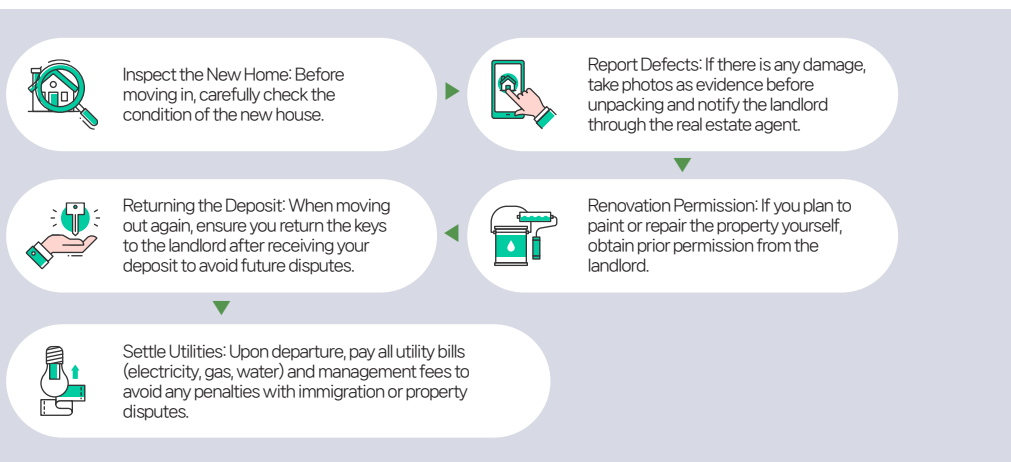 Inspect the New Home: Before
moving in, carefully check the
condition of the new house.
Report Defects: If there is any damage,
take photos as evidence before
unpacking and notify the landlord
through the real estate agent.
Renovation Permission: If you plan to
paint or repair the property yourself,
obtain prior permission from the
landlord.
Returning the Deposit: When moving
out again, ensure you return the keys
to the landlord after receiving your
deposit to avoid future disputes.
Settle Utilities: Upon departure, pay all utility bills
(electricity, gas, water) and management fees to
avoid any penalties with immigration or property
disputes.